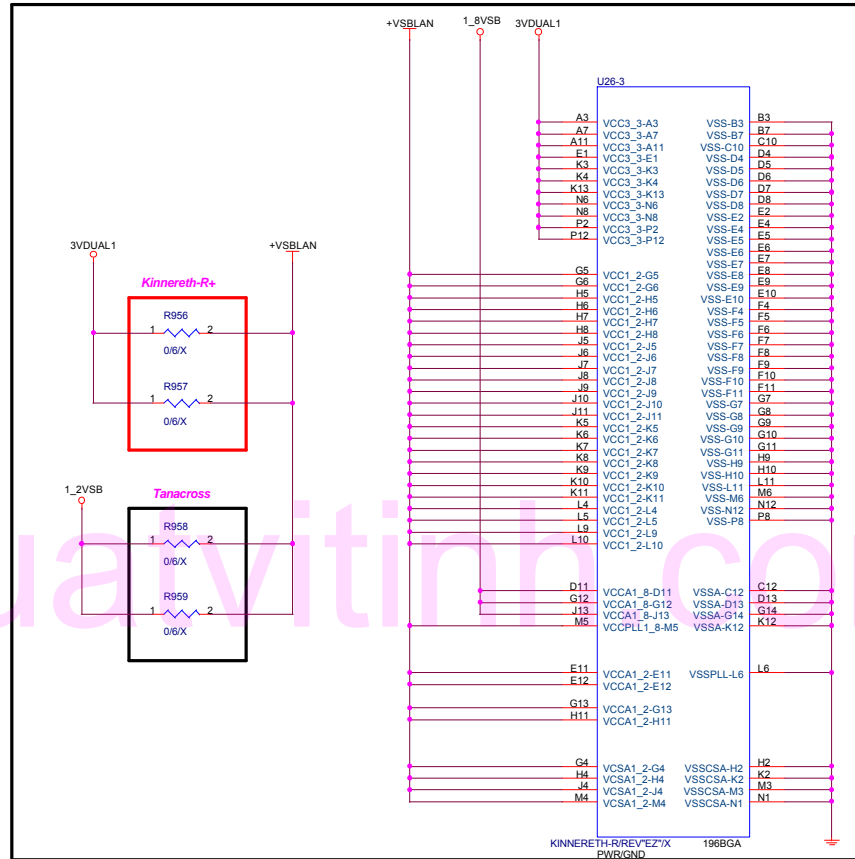 +VSBLAN
1_8VSB
3VDUAL1
U26-3
A3 VCC3_3-A3 VSS-B3 B3
A7 VCC3_3-A7 VSS-B7 B7
A11 VCC3_3-A11 VSS-C10 C10
E1 VCC3_3-E1 VSS-D4 D4
K3 VCC3_3-K3 VSS-D5 D5
K4 VCC3_3-K4 VSS-D6 D6
K13 VCC3_3-K13 VSS-D7 D7
N6 VCC3_3-N6 VSS-D8 D8
N8 VCC3_3-N8 VSS-E2 E2
P2 VCC3_3-P2 VSS-E4 E4
P12 VCC3_3-P12 VSS-E5 E5
VSS-E6 E6
VSS-E7 E7
G5 VCC1_2-G5 VSS-E8 E8
G6 VCC1_2-G6 VSS-E9 E9
H5 VCC1_2-H5 VSS-E10 E10
H6 VCC1_2-H6 VSS-F4 F4
H7 VCC1_2-H7 VSS-F5 F5
H8 VCC1_2-H8 VSS-F6 F6
J5 VCC1_2-J5 VSS-F7 F7
J6 VCC1_2-J6 VSS-F8 F8
J7 VCC1_2-J7 VSS-F9 F9
J8 VCC1_2-J8 VSS-F10 F10
J9 VCC1_2-J9 VSS-F11 F11
J10 VCC1_2-J10 VSS-G7 G7
J11 VCC1_2-J11 VSS-G8 G8
K5 VCC1_2-K5 VSS-G9 G9
K6 VCC1_2-K6 VSS-G10 G10
K7 VCC1_2-K7 VSS-G11 G11
K8 VCC1_2-K8 VSS-H9 H9
K9 VCC1_2-K9 VSS-H10 H10
K10 VCC1_2-K10 VSS-L11 L11
K11 VCC1_2-K11 VSS-M6 M6
L4 VCC1_2-L4 VSS-N12 N12
L5 VCC1_2-L5 VSS-P8 P8
L9 VCC1_2-L9
L10 VCC1_2-L10
D11 VCCA1_8-D11 VSSA-C12 C12
G12 VCCA1_8-G12 VSSA-D13 D13
J13 VCCA1_8-J13 VSSA-G14 G14
M5 VCCPLL1_8-M5 VSSA-K12 K12
E11 VCCA1_2-E11 VSSPLL-L6 L6
E12 VCCA1_2-E12
G13 VCCA1_2-G13
H11 VCCA1_2-H11
G4 VCSA1_2-G4 VSSCSA-H2 H2
H4 VCSA1_2-H4 VSSCSA-K2 K2
J4 VCSA1_2-J4 VSSCSA-M3 M3
M4 VCSA1_2-M4 VSSCSA-N1 N1
KINNERETH-R/REV"EZ"/X 196BGA
PWR/GND
3VDUAL1 +VSBLAN
Kinnereth-R+
R956
1 2
0/6/X
R957
1 2
0/6/X
1_2VSB
Tanacross
R958
1 2
0/6/X
R959
1 2
0/6/X
uatvitinh.co